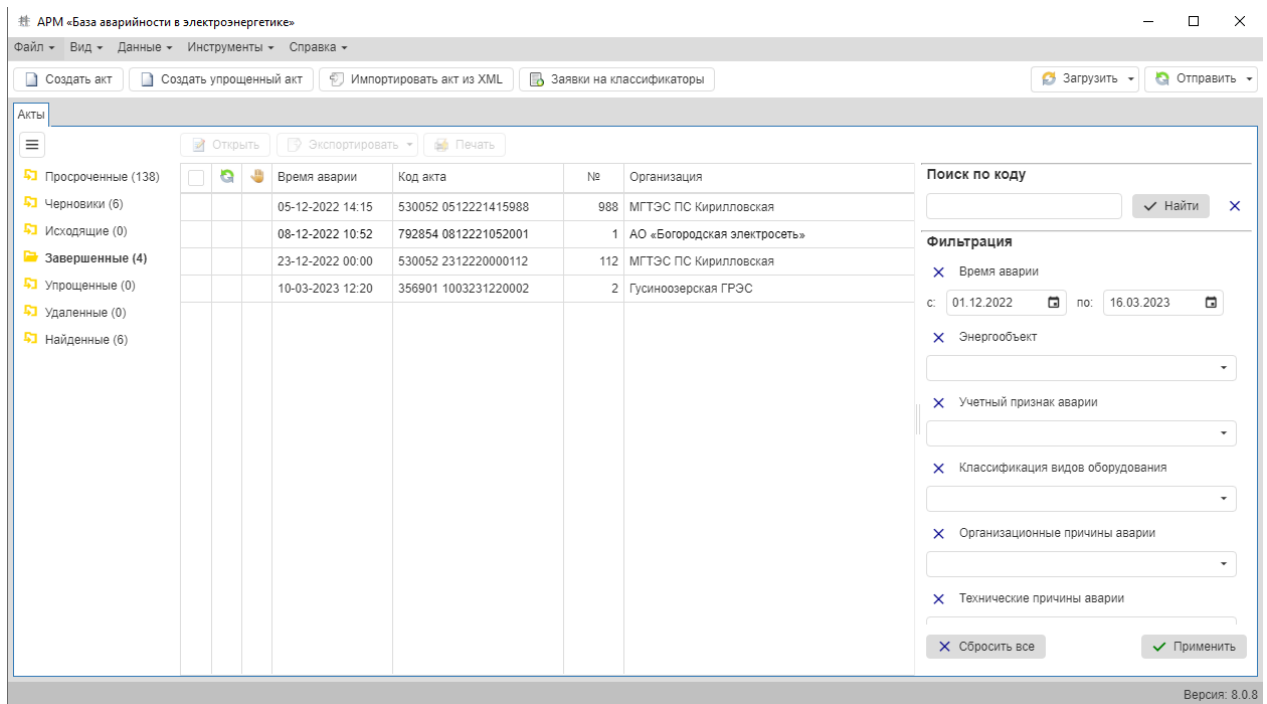 АРМ «База аварийности в электроэнергетике»
Файл Вид Данные Инструменты Справка
Создать акт Создать упрощенный акт Импортировать акт из XML Заявки на классификаторы Загрузить Отправить
Акты
Открыть Экспортировать Печать
Просроченные (138)
Черновики (6)
Исходящие (0)
Завершенные (4)
Упрощенные (0)
Удаленные (0)
Найденные (6)
Время аварии Код акта № Организация
05-12-2022 14:15 530052 0512221415988 988 МГТЭС ПС Кирилловская
08-12-2022 10:52 792854 0812221052001 1 АО «Богородская электросеть»
23-12-2022 00:00 530052 2312220000112 112 МГТЭС ПС Кирилловская
10-03-2023 12:20 356901 1003231220002 2 Гусиноозерская ГРЭС
Поиск по коду
Найти
Фильтрация
Время аварии
с: 01.12.2022 по: 16.03.2023
Энергообъект
Учетный признак аварии
Классификация видов оборудования
Организационные причины аварии
Технические причины аварии
Сбросить все Применить
Версия: 8.0.8